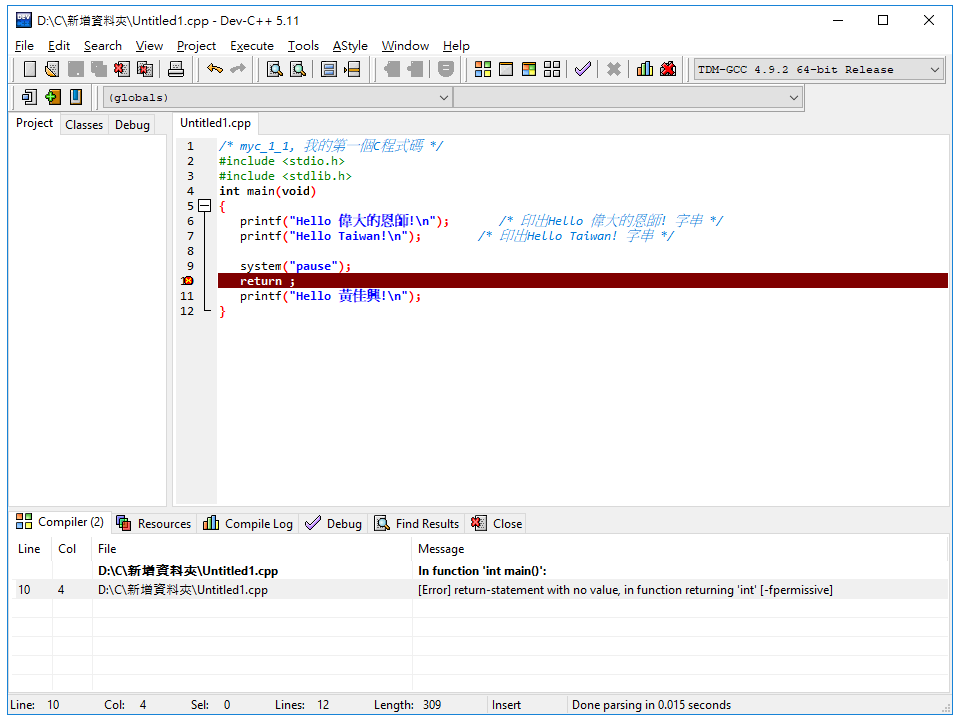 D:\C\新增資料夾\Untitled1.cpp - Dev-C++ 5.11
File Edit Search View Project Execute Tools AStyle Window Help
TDM-GCC 4.9.2 64-bit Release
(globals)
Project Classes Debug Untitled1.cpp
1 /* myc_1_1, 我的第一個C程式碼 */
2 #include <stdio.h>
3 #include <stdlib.h>
4 int main(void)
5 {
6 printf("Hello 偉大的恩師!\n"); /* 印出Hello 偉大的恩師! 字串 */
7 printf("Hello Taiwan!\n"); /* 印出Hello Taiwan! 字串 */
8
9 system("pause");
10 return ;
11 printf("Hello 黃佳興!\n");
12 }
Compiler (2) Resources Compile Log Debug Find Results Close
Line Col File Message
D:\C\新增資料夾\Untitled1.cpp In function 'int main()':
10 4 D:\C\新增資料夾\Untitled1.cpp [Error] return-statement with no value, in function returning 'int' [-fpermissive]
Line: 10 Col: 4 Sel: 0 Lines: 12 Length: 309 Insert Done parsing in 0.015 seconds